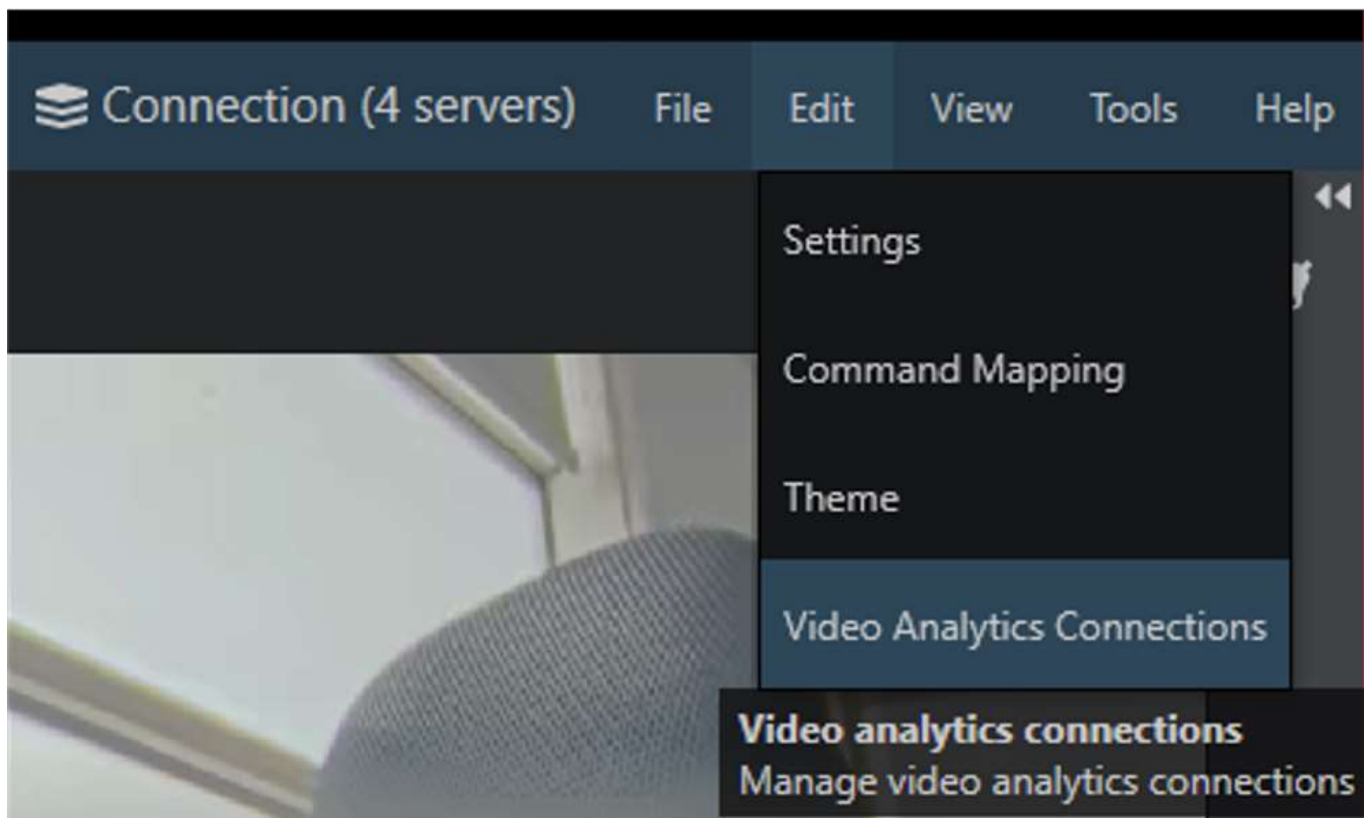 Connection (4 servers) File Edit View Tools Help
Settings
Command Mapping
Theme
Video Analytics Connections
Video analytics connections
Manage video analytics connections